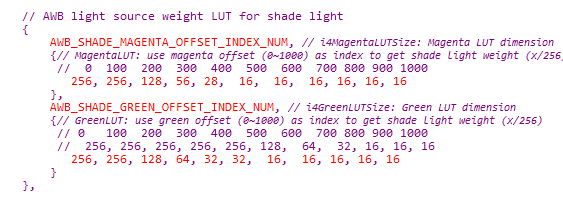 // AWB light source weight LUT for shade light
{
AWB_SHADE_MAGENTA_OFFSET_INDEX_NUM, // i4MagentaLUTSize: Magenta LUT dimension
{// MagentaLUT: use magenta offset (0~1000) as index to get shade light weight (x/256,
// 0 100 200 300 400 500 600 700 800 900 1000
256, 256, 128, 56, 28, 16, 16, 16, 16, 16, 16
},
AWB_SHADE_GREEN_OFFSET_INDEX_NUM, // i4GreenLUTSize: Green LUT dimension
{// GreenLUT: use green offset (0~1000) as index to get shade Light weight (x/256)
// 0 100 200 300 400 500 600 700 800 900 1000
// 256, 256, 256, 256, 256, 128, 64, 32, 16, 16, 16
256, 256, 128, 64, 32, 32, 16, 16, 16, 16, 16
}
},